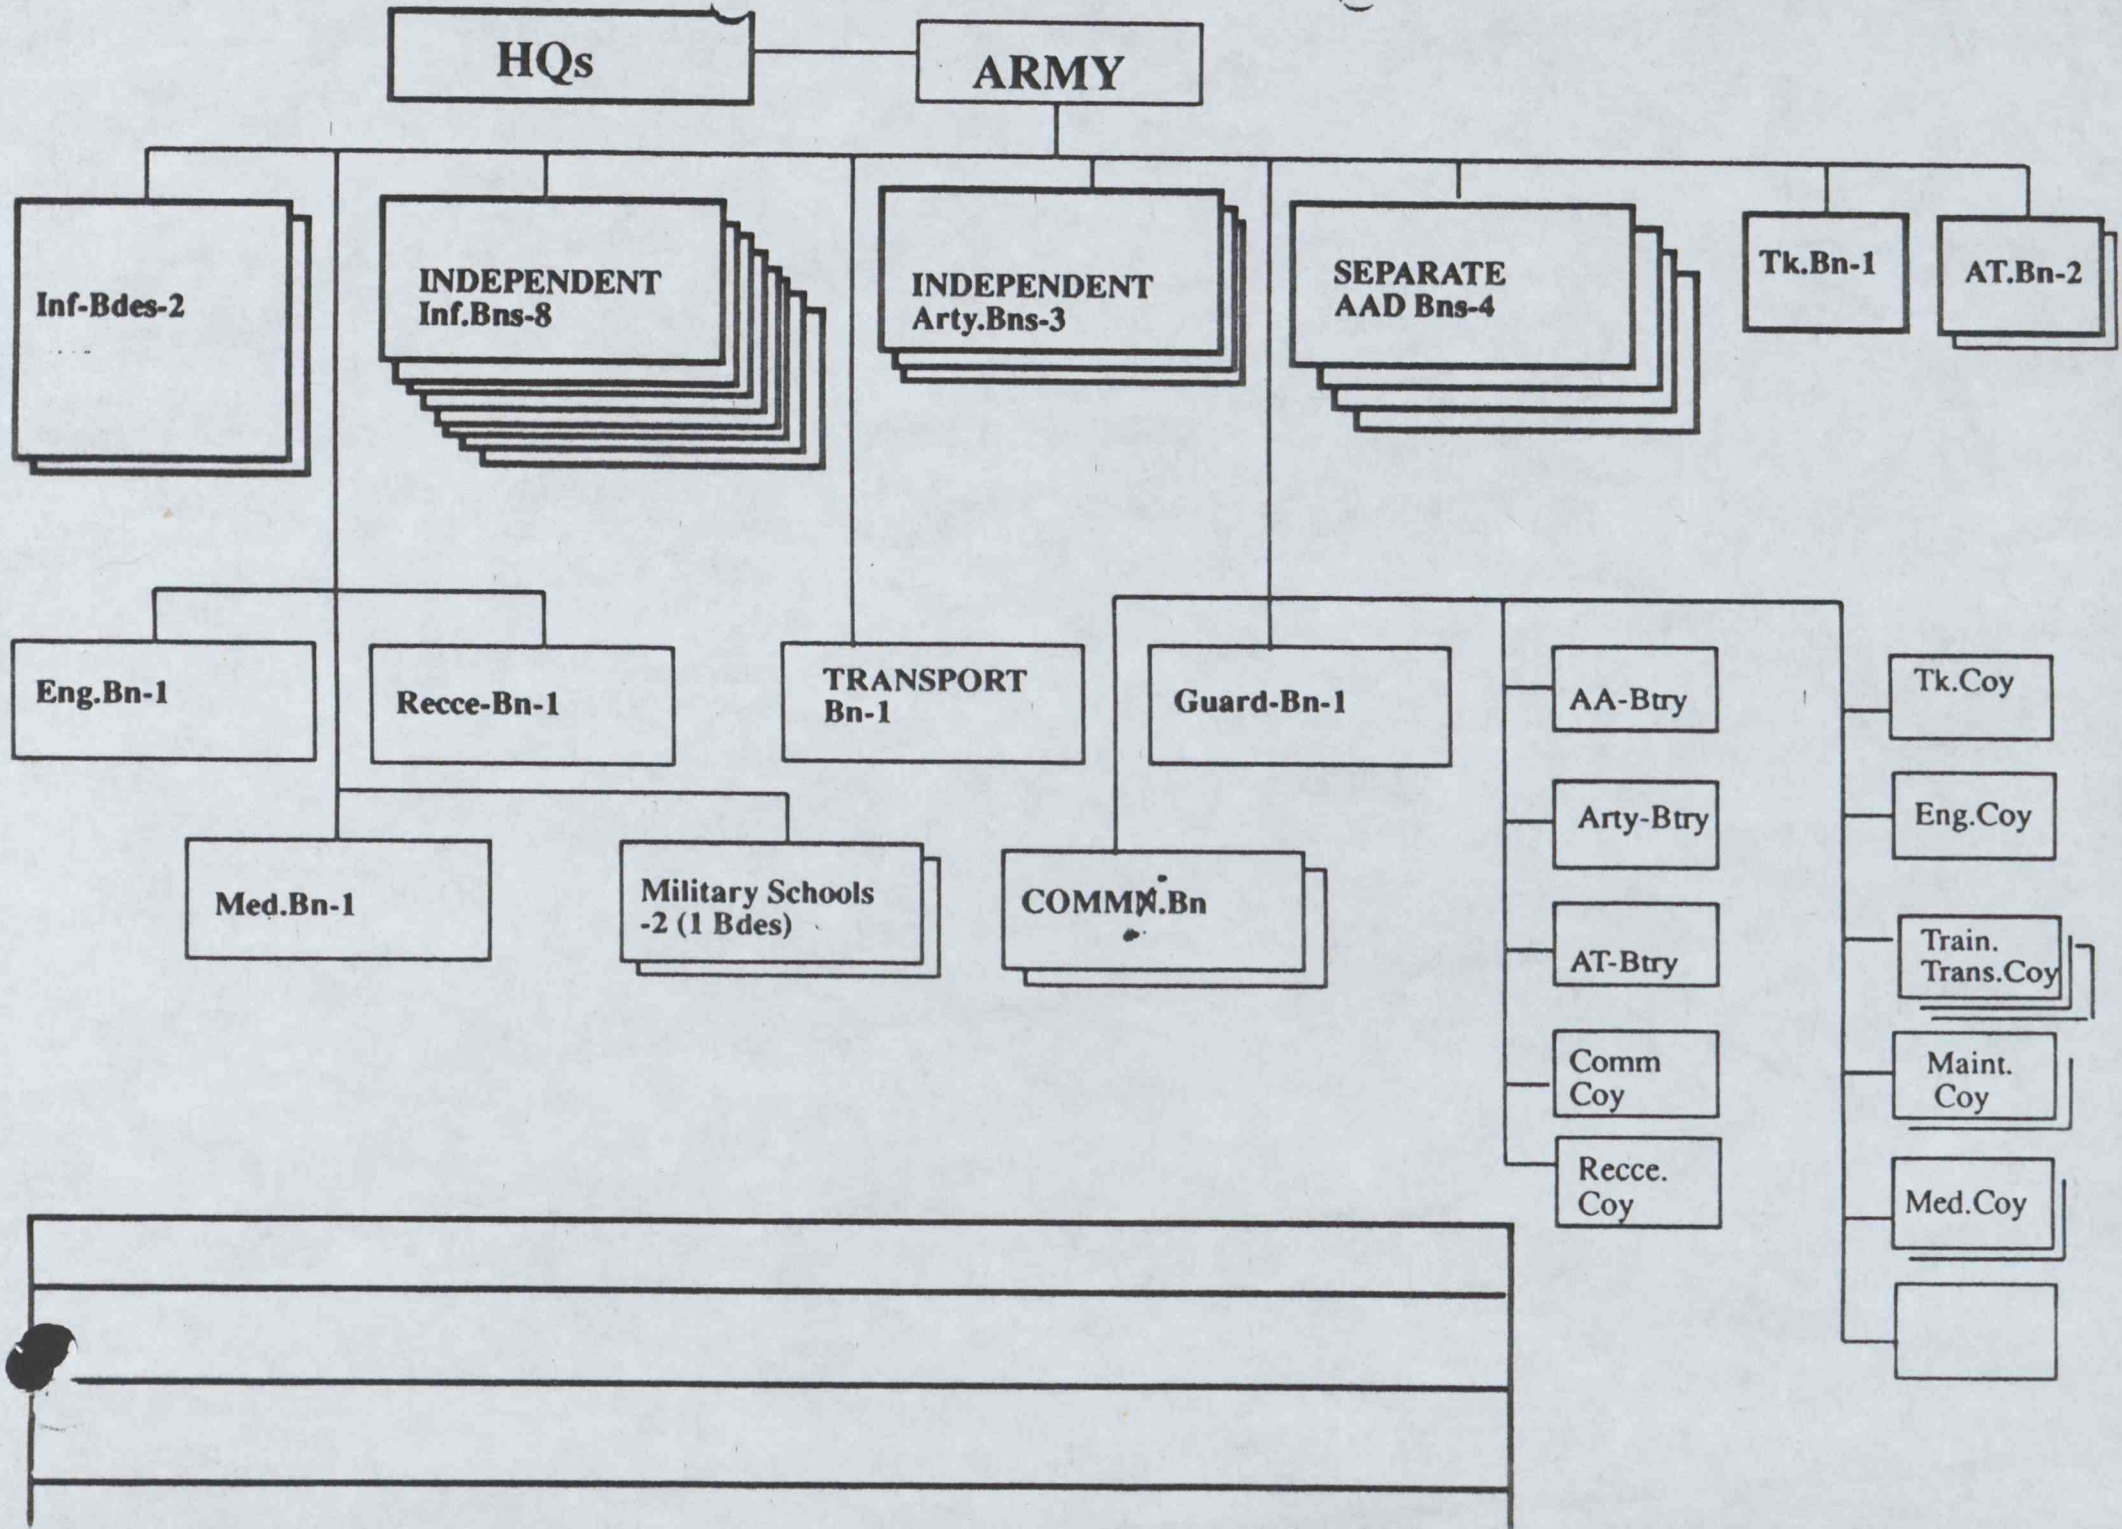 HQs
ARMY
Inf-Bdes-2
INDEPENDENT
Inf.Bns-8
INDEPENDENT
Arty.Bns-3
SEPARATE
AAD Bns-4
Tk.Bn-1
AT.Bn-2
Eng.Bn-1
Recce-Bn-1
TRANSPORT
Bn-1
Guard-Bn-1
AA-Btry
Tk.Coy
Arty-Btry
Eng.Coy
Med.Bn-1
Military Schools
-2 (1 Bdes)
COMMN.Bn
AT-Btry
Train.
Trans.Coy
Comm
Coy
Maint.
Coy
Recce.
Coy
Med.Coy